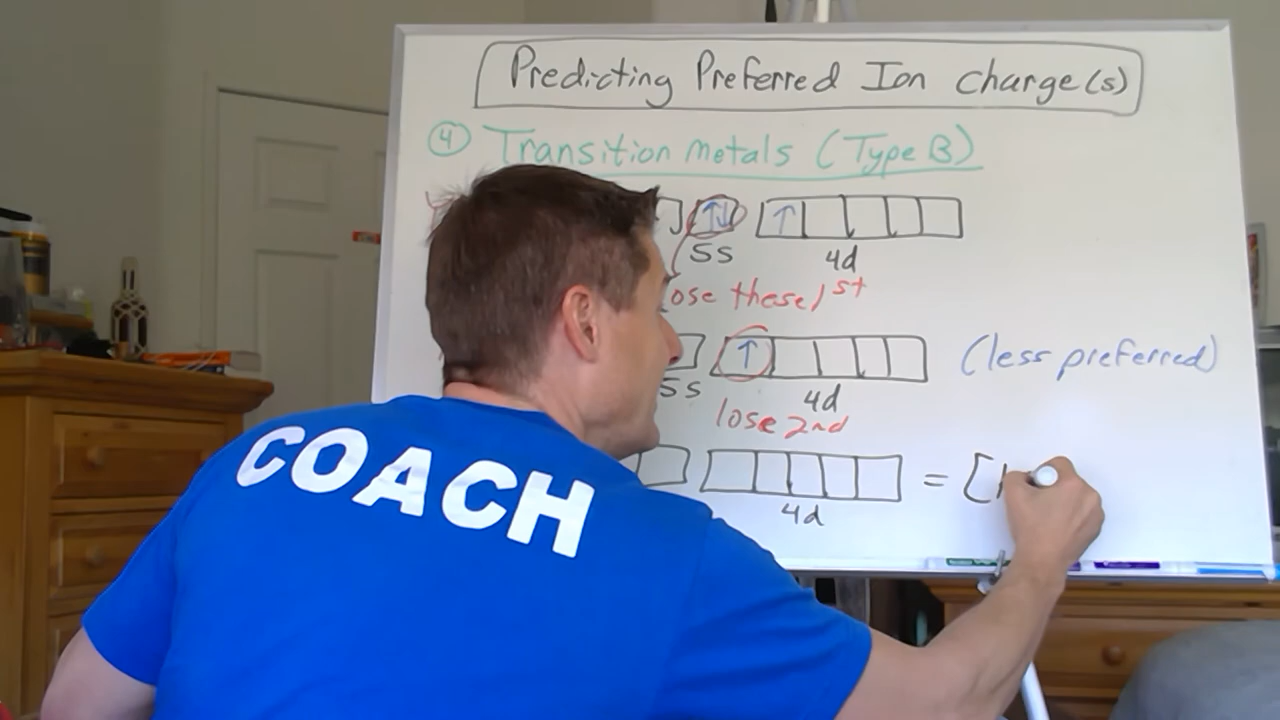 Predicting Preferred Ion Charge(s)
4 Transition Metals (Type B)
5s 4d
ose these 1st
5s 4d (less preferred)
lose 2nd
= [
4d
COACH